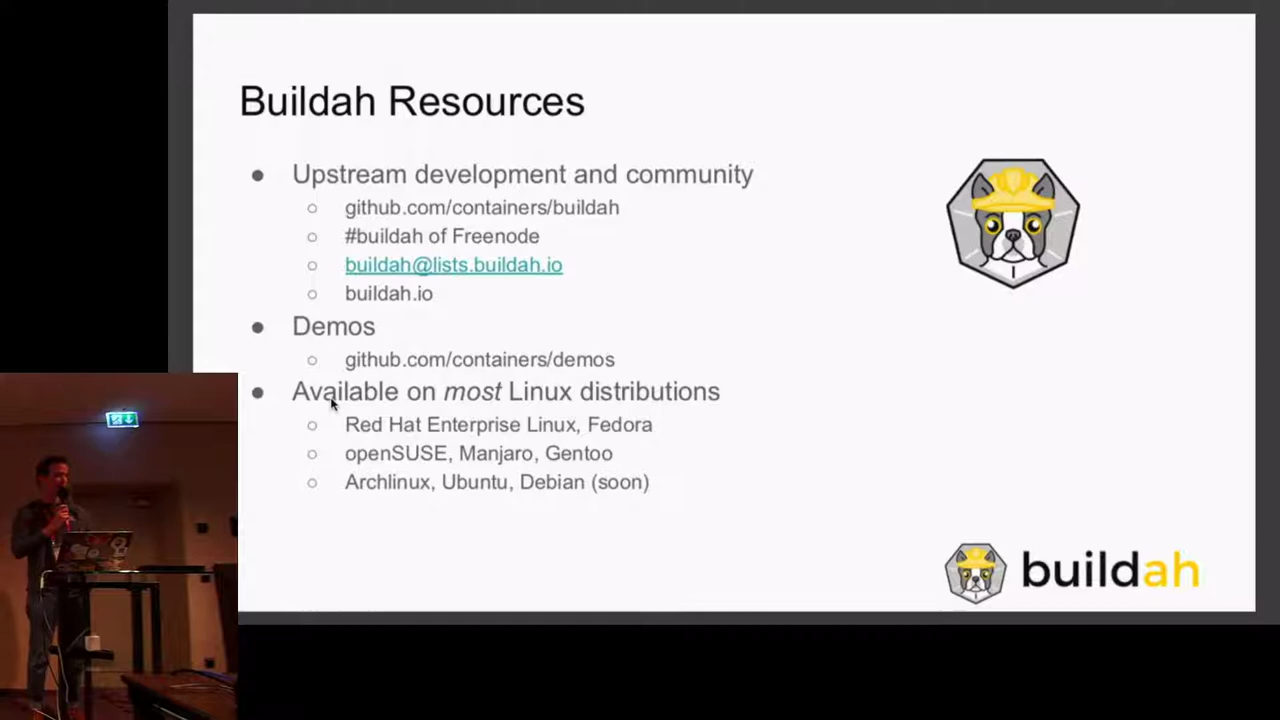 Buildah Resources
● Upstream development and community
○ github.com/containers/buildah
○ #buildah of Freenode
○ buildah@lists.buildah.io
○ buildah.io
● Demos
○ github.com/containers/demos
● Available on most Linux distributions
○ Red Hat Enterprise Linux, Fedora
○ openSUSE, Manjaro, Gentoo
○ Archlinux, Ubuntu, Debian (soon)
buildah